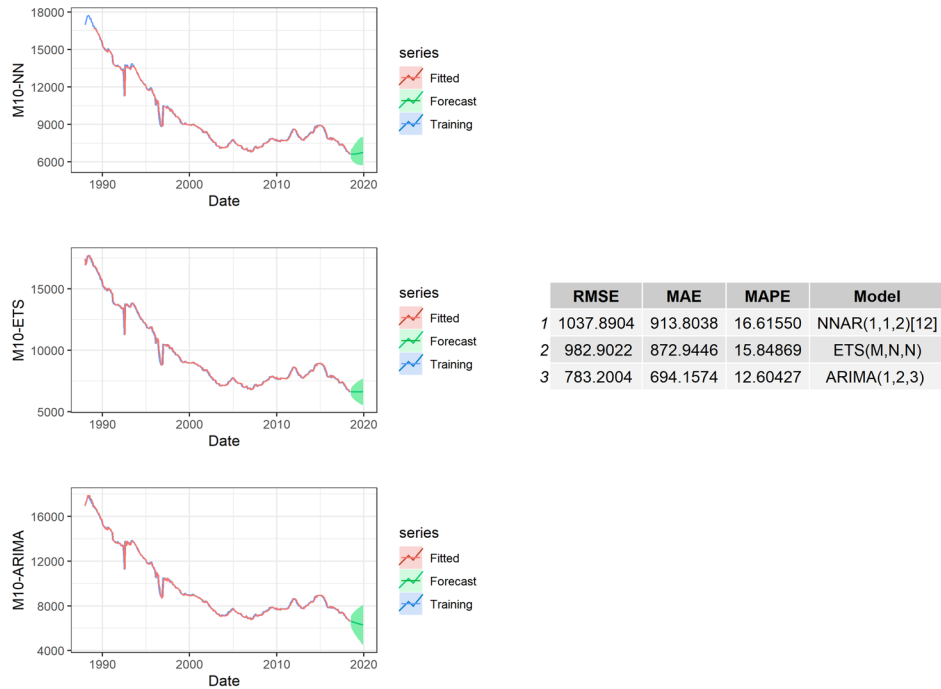 M10-NN
18000
15000
12000
9000
6000
1990
2000
2010
2020
Date
series
Fitted
Forecast
Training
M10-ETS
15000
10000
5000
1990
2000
2010
2020
Date
series
Fitted
Forecast
Training
RMSE MAE MAPE Model
1 1037.8904 913.8038 16.61550 NNAR(1,1,2)[12]
2 982.9022 872.9446 15.84869 ETS(M,N,N)
3 783.2004 694.1574 12.60427 ARIMA(1,2,3)
M10-ARIMA
16000
12000
8000
4000
1990
2000
2010
2020
Date
series
Fitted
Forecast
Training